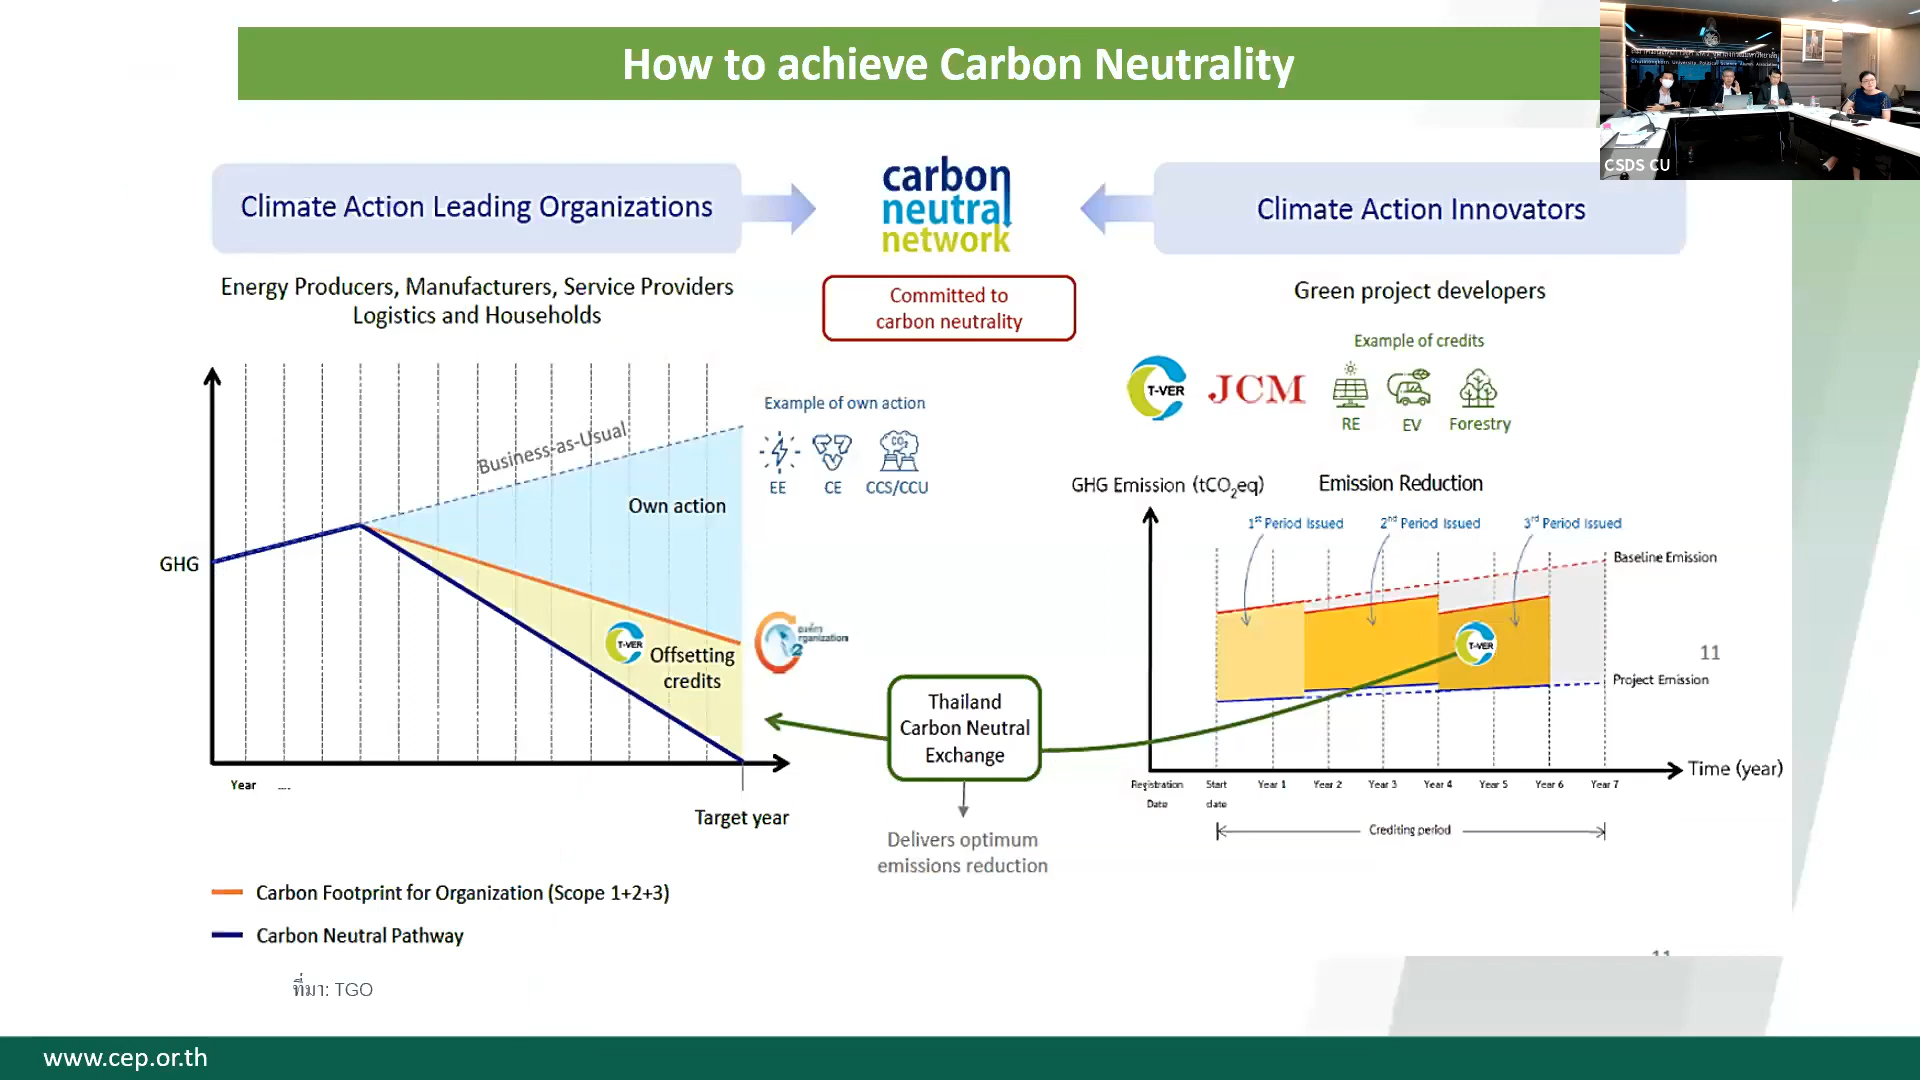 How to achieve Carbon Neutrality
CSDS CU
Climate Action Leading Organizations
carbon
neutral
network
Climate Action Innovators
Energy Producers, Manufacturers, Service Providers
Logistics and Households
Committed to
carbon neutrality
Green project developers
Example of credits
T-VER
JCM
RE
EV
Forestry
Example of own action
CO2
EE
CE
CCS/CCU
Business-as-Usual
Own action
GHG
T-VER
Offsetting
credits
Year
Target year
Thailand
Carbon Neutral
Exchange
Delivers optimum
emissions reduction
GHG Emission (tCO2eq)
Emission Reduction
1st Period Issued
2nd Period Issued
3rd Period Issued
Baseline Emission
T-VER
11
Project Emission
Time (year)
Registration
Date
Start
date
Year 1
Year 2
Year 3
Year 4
Year 5
Year 6
Year 7
Crediting period
Carbon Footprint for Organization (Scope 1+2+3)
Carbon Neutral Pathway
ที่มา: TGO
www.cep.or.th